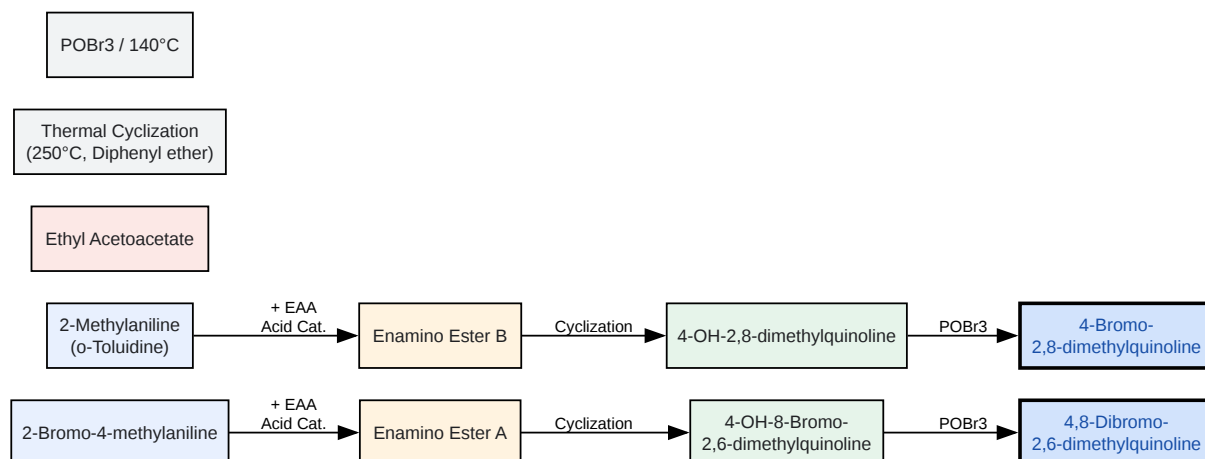 POBr3 / 140°C
Thermal Cyclization
(250°C, Diphenyl ether)
Ethyl Acetoacetate
2-Methylaniline
(o-Toluidine)
+ EAA
Acid Cat.
Enamino Ester B
Cyclization
4-OH-2,8-dimethylquinoline
POBr3
4-Bromo-
2,8-dimethylquinoline
2-Bromo-4-methylaniline
+ EAA
Acid Cat.
Enamino Ester A
Cyclization
4-OH-8-Bromo-
2,6-dimethylquinoline
POBr3
4,8-Dibromo-
2,6-dimethylquinoline